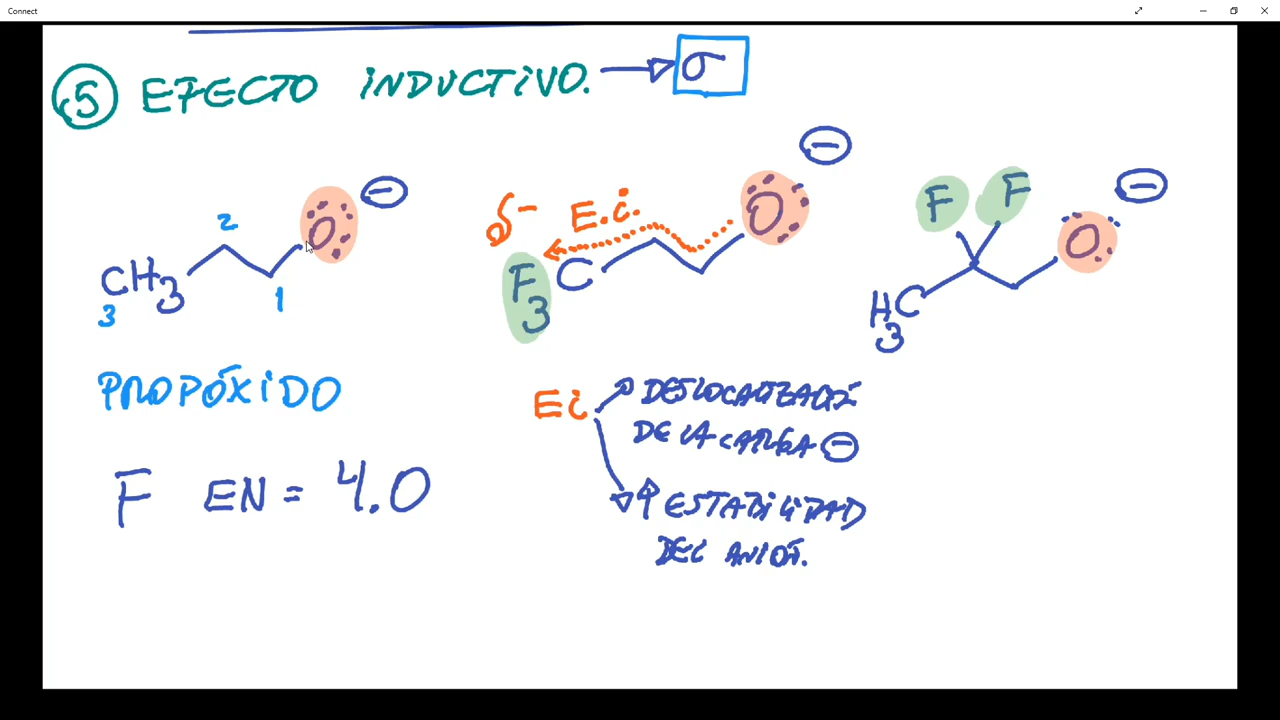 Connect
5 EFECTO INDUCTIVO. σ
CH3 2 1 3 O −
δ− E.i. F3C O −
F F H3C O −
PROPÓXIDO
F EN = 4.0
Ei DESLOCALIZACIÓ
DE LA CARGA −
↑ ESTABILIDAD
DEL ANIÓ.